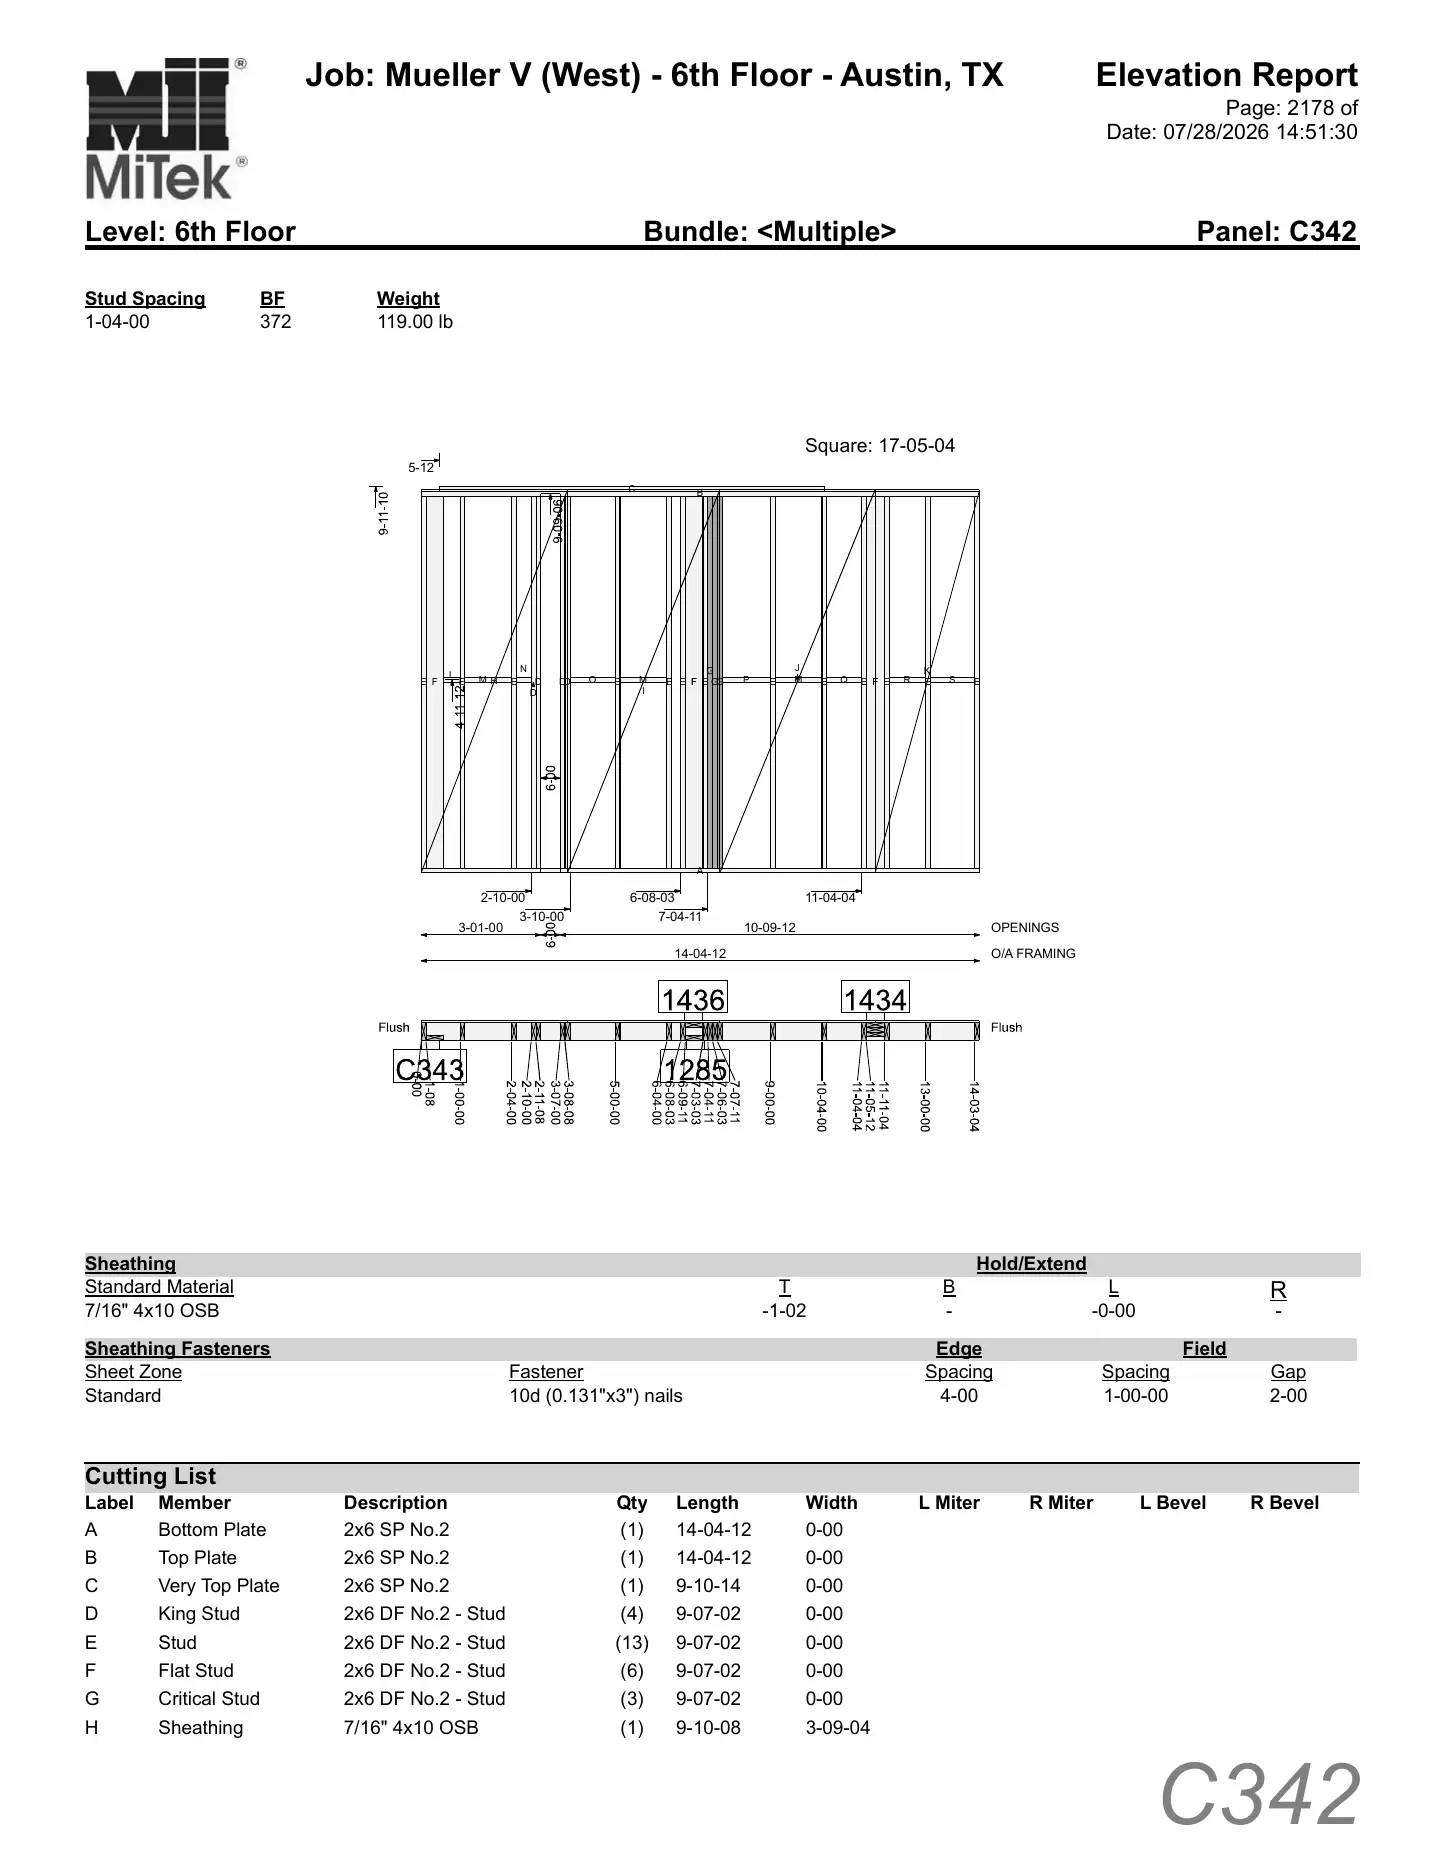 Job: Mueller V (West) - 6th Floor - Austin, TX
Elevation Report
Page: 2178 of
Date: 07/28/2026 14:51:30
MiTek®
Level: 6th Floor Bundle: <Multiple> Panel: C342
Stud Spacing BF Weight
1-04-00 372 119.00 lb
Square: 17-05-04
5-12
C
B
9-11-10
9-09-06
G J K
N
F L M H D O M F G P M Q F R S
D I
4-11-12
6-00
A
2-10-00 6-08-03 11-04-04
3-10-00 7-04-11
3-01-00 6-00 10-09-12 OPENINGS
14-04-12 O/A FRAMING
1436 1434
Flush Flush
C343 1285
0-00 1-08 1-00-00 2-04-00 2-10-00 2-11-08 3-07-00 3-08-08 5-00-00 6-04-00 6-08-03 6-09-11 7-03-03 7-04-11 7-06-03 7-07-11 9-00-00 10-04-00 11-04-04 11-05-12 11-11-04 13-00-00 14-03-04
Sheathing Hold/Extend
Standard Material T B L R
7/16" 4x10 OSB -1-02 - -0-00 -
Sheathing Fasteners Edge Field
Sheet Zone Fastener Spacing Spacing Gap
Standard 10d (0.131"x3") nails 4-00 1-00-00 2-00
Cutting List
Label Member Description Qty Length Width L Miter R Miter L Bevel R Bevel
A Bottom Plate 2x6 SP No.2 (1) 14-04-12 0-00
B Top Plate 2x6 SP No.2 (1) 14-04-12 0-00
C Very Top Plate 2x6 SP No.2 (1) 9-10-14 0-00
D King Stud 2x6 DF No.2 - Stud (4) 9-07-02 0-00
E Stud 2x6 DF No.2 - Stud (13) 9-07-02 0-00
F Flat Stud 2x6 DF No.2 - Stud (6) 9-07-02 0-00
G Critical Stud 2x6 DF No.2 - Stud (3) 9-07-02 0-00
H Sheathing 7/16" 4x10 OSB (1) 9-10-08 3-09-04
C342